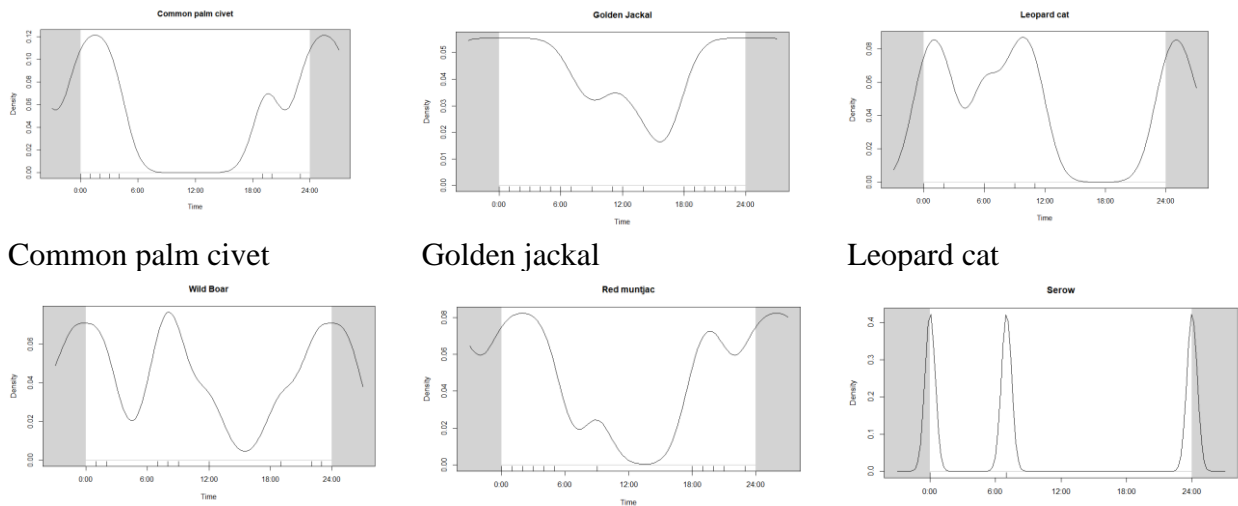 Common palm civet
Density
0.00 0.02 0.04 0.06 0.08 0.10 0.12
0:00 6:00 12:00 18:00 24:00
Time
Golden Jackal
Density
0.00 0.01 0.02 0.03 0.04 0.05
0:00 6:00 12:00 18:00 24:00
Time
Leopard cat
Density
0.00 0.02 0.04 0.06 0.08
0:00 6:00 12:00 18:00 24:00
Time
Common palm civet
Golden jackal
Leopard cat
Wild Boar
Density
0.00 0.02 0.04 0.06
0:00 6:00 12:00 18:00 24:00
Time
Red muntjac
Density
0.00 0.02 0.04 0.06 0.08
0:00 6:00 12:00 18:00 24:00
Time
Serow
Density
0.0 0.1 0.2 0.3 0.4
0:00 6:00 12:00 18:00 24:00
Time